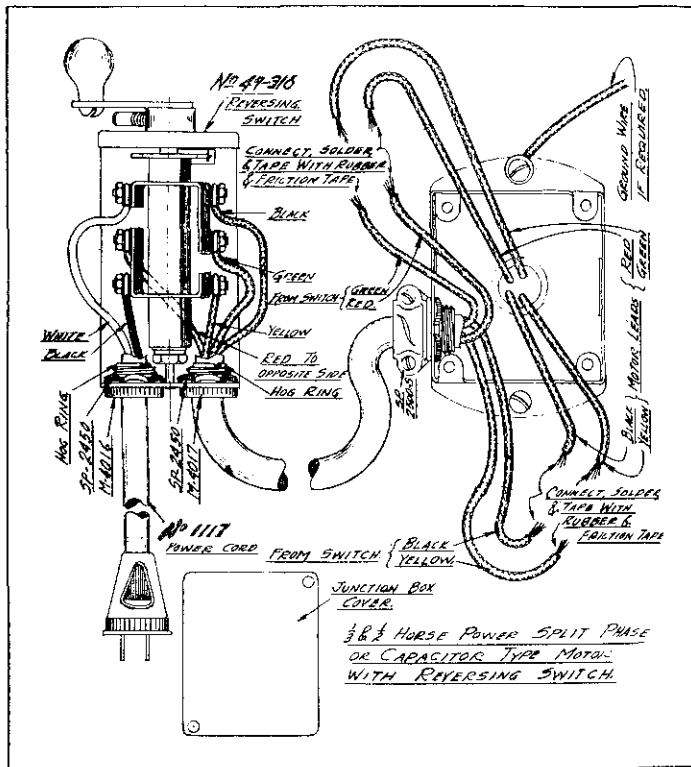 No 49-318
REVERSING
SWITCH
CONNECT, SOLDER,
& TAPE WITH RUBBER
& FRICTION TAPE
GROUND WIRE
IF REQUIRED.
BLACK
GREEN
FROM SWITCH
GREEN
RED
YELLOW
RED TO
OPPOSITE SIDE
HOG RING
WHITE
BLACK
HOG RING
SP-2450
M-4016
SP-2450
M-4017
SP
2500-S
RED
GREEN
MOTOR LEADS
BLACK
YELLOW
CONNECT, SOLDER
& TAPE WITH
RUBBER &
FRICTION TAPE
No 1117
POWER CORD
FROM SWITCH
BLACK
YELLOW
JUNCTION BOX
COVER.
1/3 & 1/2 HORSE POWER SPLIT PHASE
OR CAPACITOR TYPE MOTOR
WITH REVERSING SWITCH.